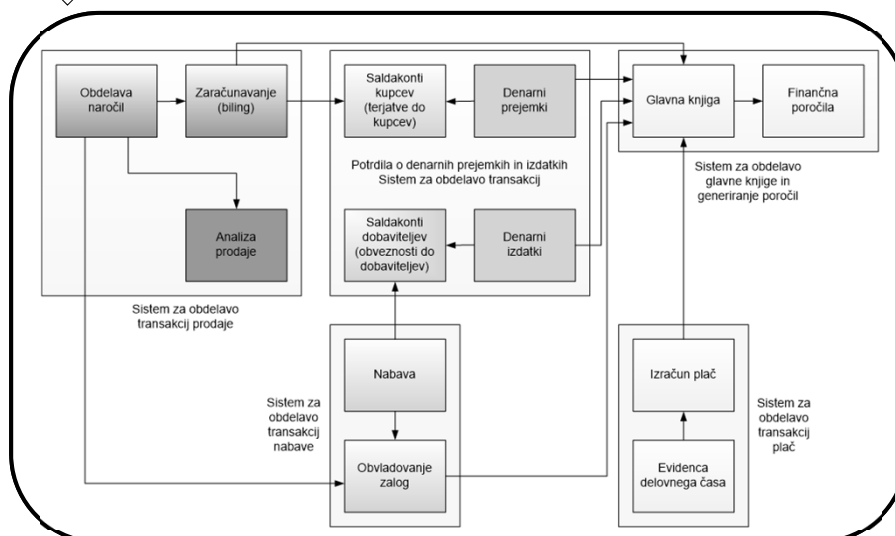 Obdelava
naročil
Zaračunavanje
(biling)
Analiza
prodaje
Sistem za obdelavo
transakcij prodaje
Saldakonti
kupcev
(terjatve do
kupcev)
Denarni
prejemki
Potrdila o denarnih prejemkih in izdatkih
Sistem za obdelavo transakcij
Saldakonti
dobaviteljev
(obveznosti do
dobaviteljev)
Denarni
izdatki
Glavna knjiga
Finančna
poročila
Sistem za obdelavo
glavne knjige in
generiranje poročil
Nabava
Obvladovanje
zalog
Sistem za
obdelavo
transakcij
nabave
Izračun plač
Evidenca
delovnega časa
Sistem za
obdelavo
transakcij
plač